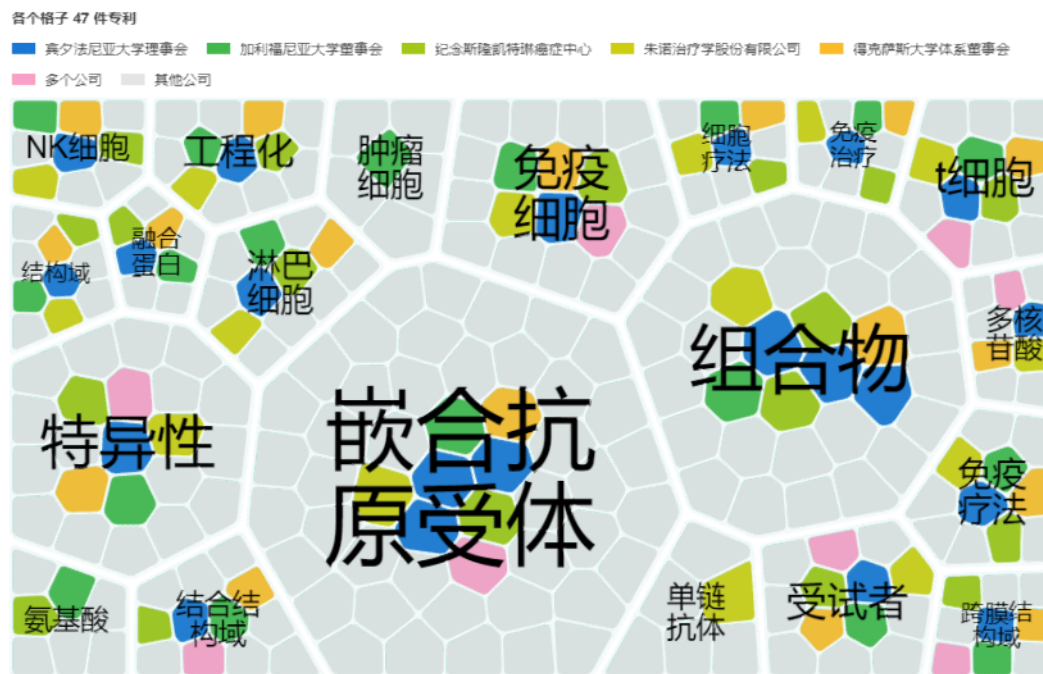 各个格子 47 件专利
宾夕法尼亚大学理事会 加利福尼亚大学董事会 纪念斯隆凯特琳癌症中心 朱诺治疗学股份有限公司 得克萨斯大学体系董事会
多个公司 其他公司
NK细胞
工程化
肿瘤
细胞
免疫
细胞
细胞
疗法
免疫
治疗
t细胞
结构域
融合
蛋白
淋巴
细胞
组合物
多核
苷酸
特异性
嵌合抗
原受体
免疫
疗法
氨基酸
结合结
构域
单链
抗体
受试者
跨膜结
构域